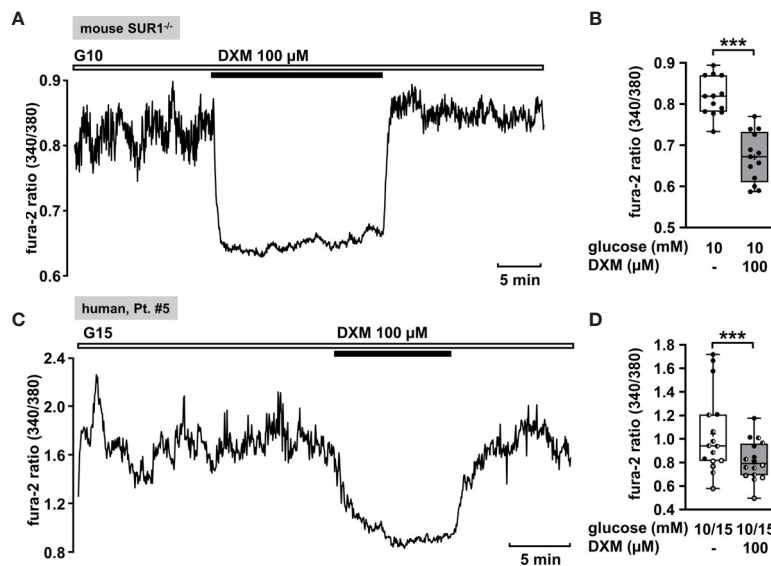 A
mouse SUR1-/-
G10
DXM 100 µM
fura-2 ratio (340/380)
0.9
0.8
0.7
0.6
5 min
B
***
fura-2 ratio (340/380)
0.9
0.8
0.7
0.6
0.5
glucose (mM) 10 10
DXM (µM) - 100
human, Pt. #5
C
G15
DXM 100 µM
fura-2 ratio (340/380)
2.4
2.0
1.6
1.2
0.8
5 min
D
***
fura-2 ratio (340/380)
1.8
1.6
1.4
1.2
1.0
0.8
0.6
0.4
glucose (mM) 10/15 10/15
DXM (µM) - 100